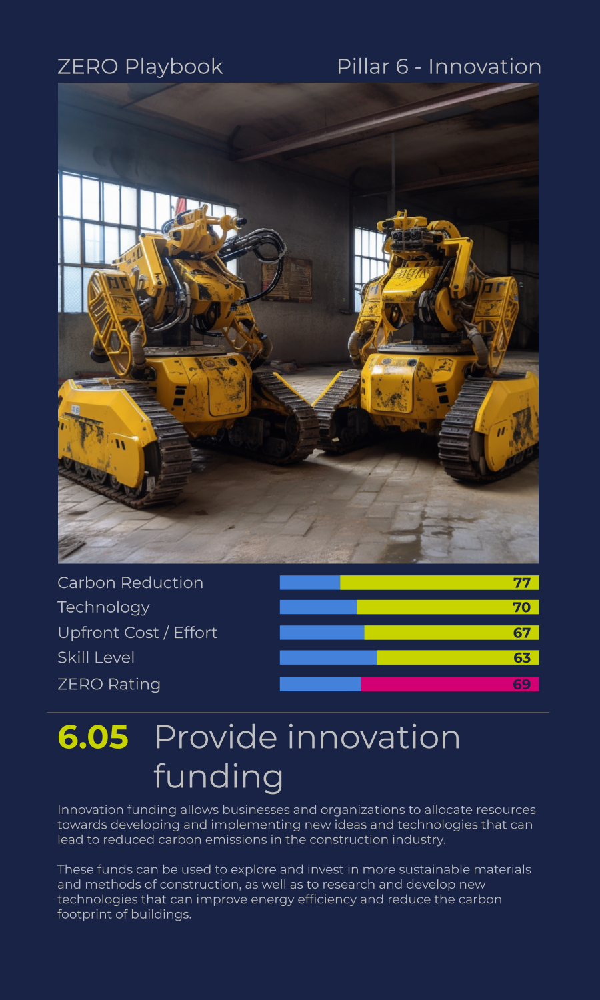 ZERO Playbook
Pillar 6 - Innovation
Carbon Reduction 77
Technology 70
Upfront Cost / Effort 67
Skill Level 63
ZERO Rating 69
6.05 Provide innovation
funding
Innovation funding allows businesses and organizations to allocate resources
towards developing and implementing new ideas and technologies that can
lead to reduced carbon emissions in the construction industry.
These funds can be used to explore and invest in more sustainable materials
and methods of construction, as well as to research and develop new
technologies that can improve energy efficiency and reduce the carbon
footprint of buildings.